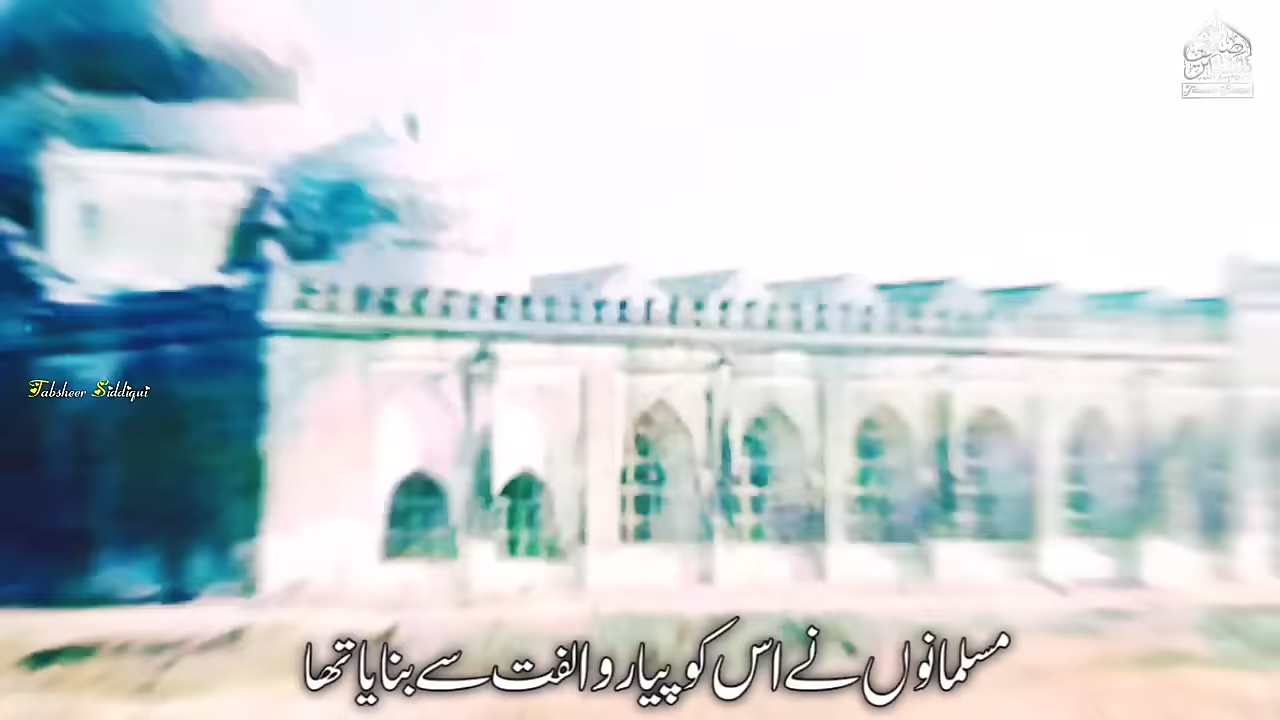 Tabsheer Siddiqui
مسلمانوں نے اس کو پیار و الفت سے بنایا تھا